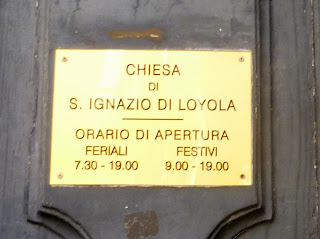 CHIESA
DI
S. IGNAZIO DI LOYOLA
ORARIO DI APERTURA
FERIALI FESTIVI
7.30 - 19.00 9.00 - 19.00